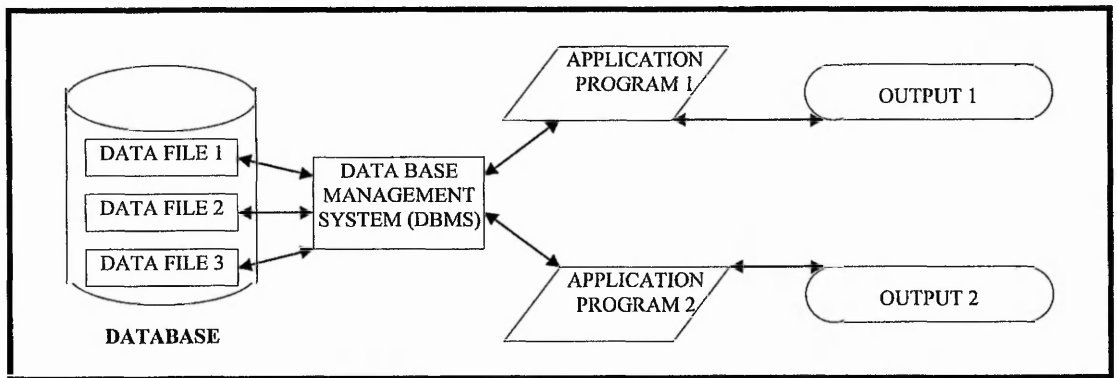 DATA FILE 1
DATA FILE 2
DATA FILE 3
DATABASE
DATA BASE
MANAGEMENT
SYSTEM (DBMS)
APPLICATION
PROGRAM 1
OUTPUT 1
APPLICATION
PROGRAM 2
OUTPUT 2